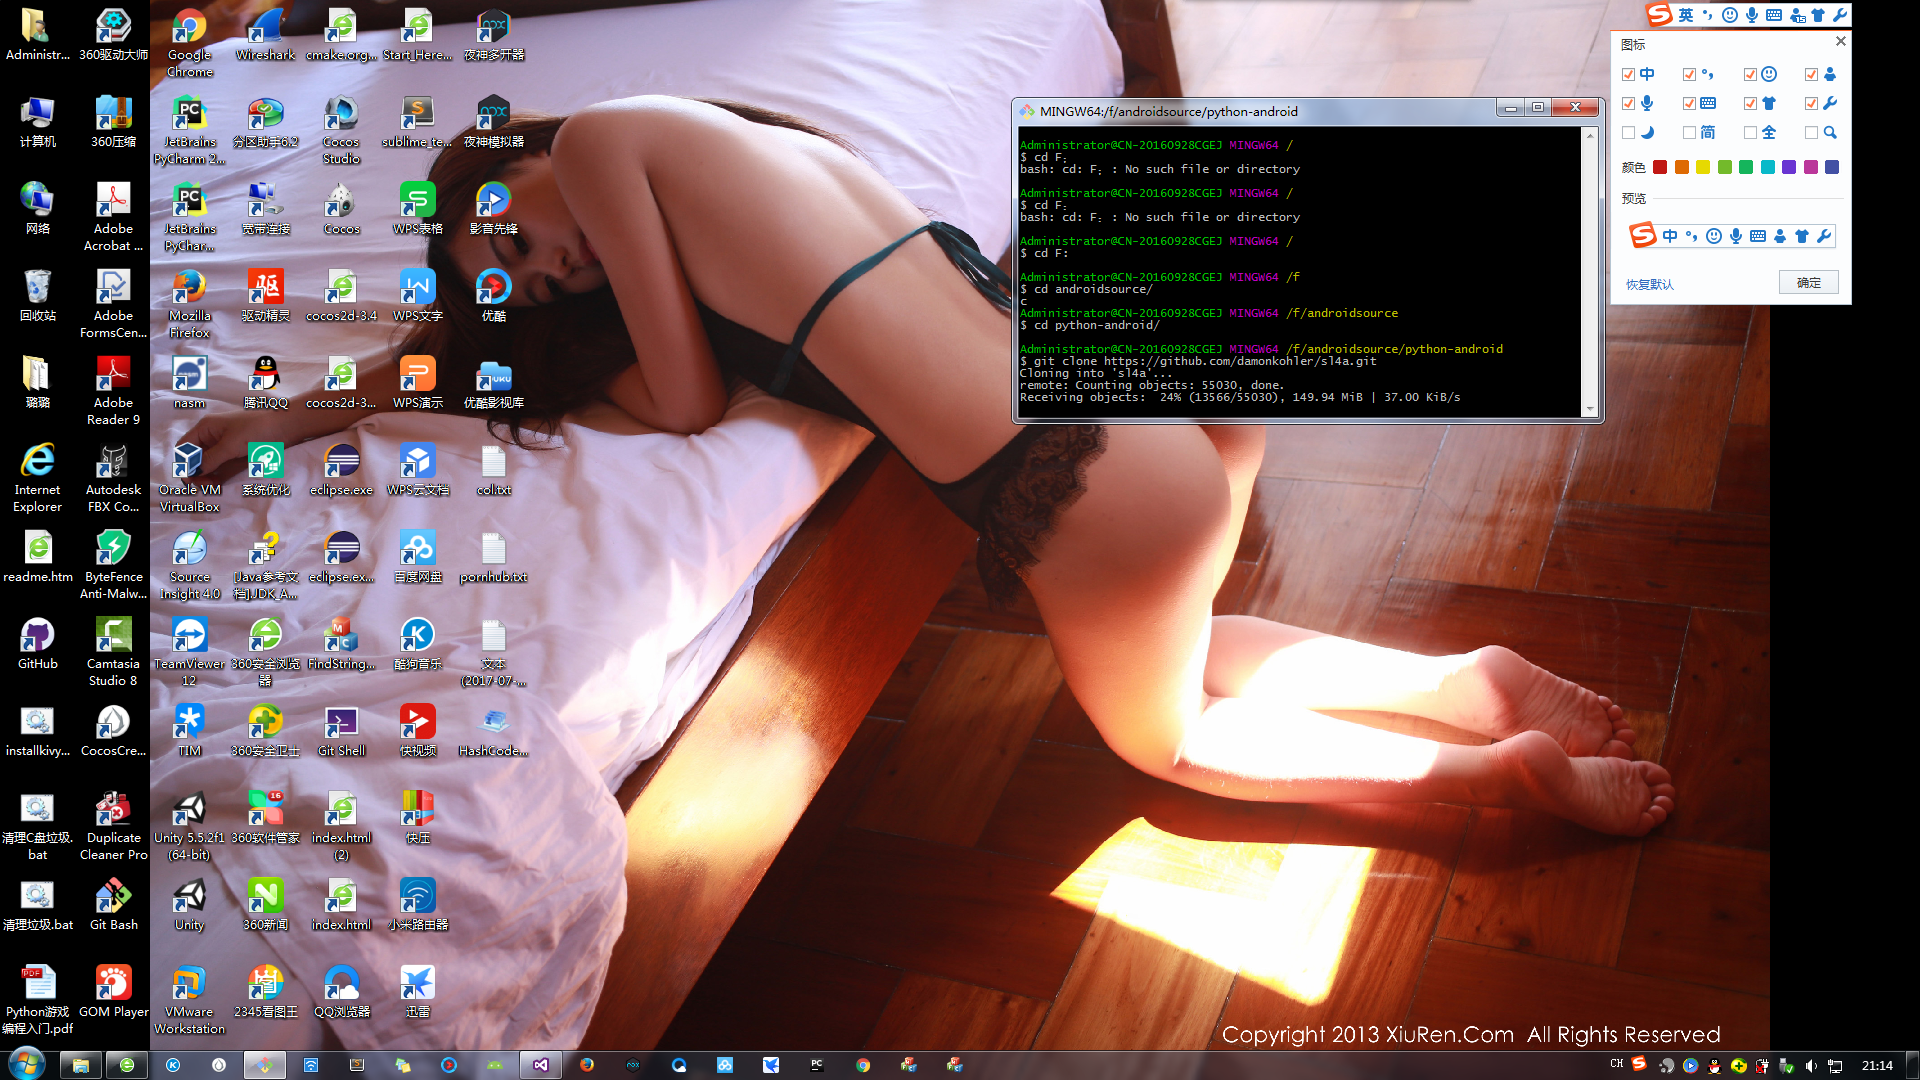 Administr...
360驱动大师
Google Chrome
Wireshark
cmake.org...
Start_Here...
夜神多开器
计算机
360压缩
JetBrains PyCharm 2...
分区助手6.2
Cocos Studio
sublime_te...
夜神模拟器
网络
Adobe Acrobat ...
JetBrains PyChar...
宽带连接
Cocos
WPS表格
影音先锋
回收站
Adobe FormsCen...
Mozilla Firefox
驱动精灵
cocos2d-3.4
WPS文字
优酷
璐璐
Adobe Reader 9
nasm
腾讯QQ
cocos2d-3...
WPS演示
优酷影视库
Internet Explorer
Autodesk FBX Co...
Oracle VM VirtualBox
系统优化
eclipse.exe
WPS云文档
col.txt
readme.htm
ByteFence Anti-Malw...
Source Insight 4.0
[Java参考文档].JDK_A...
eclipse.ex...
百度网盘
pornhub.txt
GitHub
Camtasia Studio 8
TeamViewer 12
360安全浏览器
FindString...
酷狗音乐
文本 (2017-07-...
installkivy...
CocosCre...
TIM
360安全卫士
Git Shell
快视频
HashCode...
清理C盘垃圾.bat
Duplicate Cleaner Pro
Unity 5.5.2f1 (64-bit)
360软件管家
index.html (2)
快压
清理垃圾.bat
Git Bash
Unity
360新闻
index.html
小米路由器
Python游戏编程入门.pdf
GOM Player
VMware Workstation
2345看图王
QQ浏览器
迅雷
MINGW64:/f/androidsource/python-android
Administrator@CN-20160928CGEJ MINGW64 /
$ cd F;
bash: cd: F; : No such file or directory
Administrator@CN-20160928CGEJ MINGW64 /
$ cd F:
bash: cd: F: : No such file or directory
Administrator@CN-20160928CGEJ MINGW64 /
$ cd F:
Administrator@CN-20160928CGEJ MINGW64 /f
$ cd androidsource/
c
Administrator@CN-20160928CGEJ MINGW64 /f/androidsource
$ cd python-android/
Administrator@CN-20160928CGEJ MINGW64 /f/androidsource/python-android
$ git clone https://github.com/damonkohler/sl4a.git
Cloning into 'sl4a'...
remote: Counting objects: 55030, done.
Receiving objects:  24% (13566/55030), 149.94 MiB | 37.00 KiB/s
英
图标
中
简
全
颜色
预览
中
恢复默认
确定
Copyright 2013 XiuRen.Com  All Rights Reserved
CH
21:14